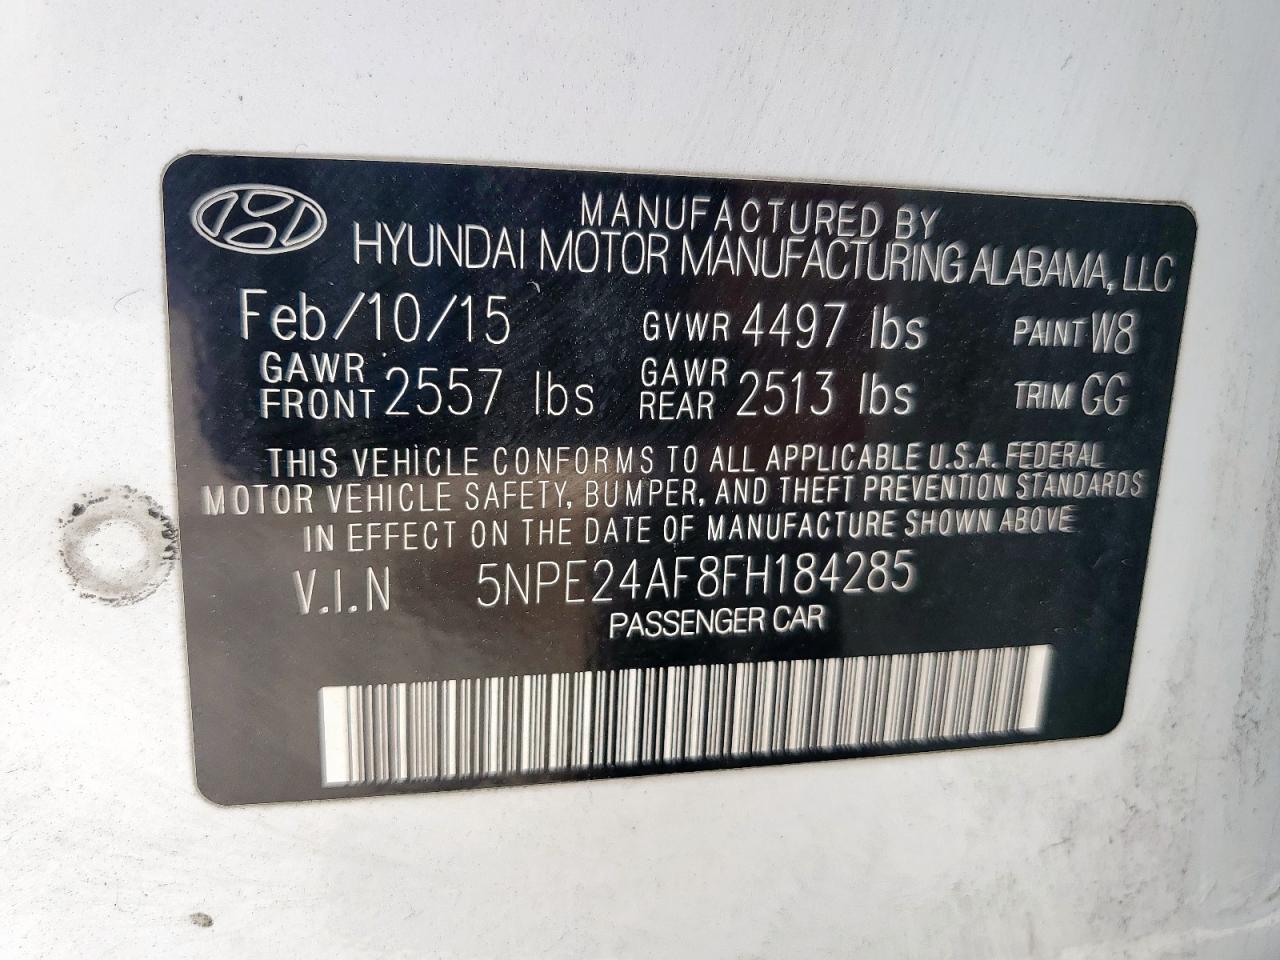 MANUFACTURED BY
HYUNDAI MOTOR MANUFACTURING ALABAMA, LLC
Feb/10/15 GVWR 4497 lbs PAINT W8
GAWR FRONT 2557 lbs GAWR REAR 2513 lbs TRIM GG
THIS VEHICLE CONFORMS TO ALL APPLICABLE U.S.A. FEDERAL
MOTOR VEHICLE SAFETY, BUMPER, AND THEFT PREVENTION STANDARDS
IN EFFECT ON THE DATE OF MANUFACTURE SHOWN ABOVE
V.I.N 5NPE24AF8FH184285
PASSENGER CAR